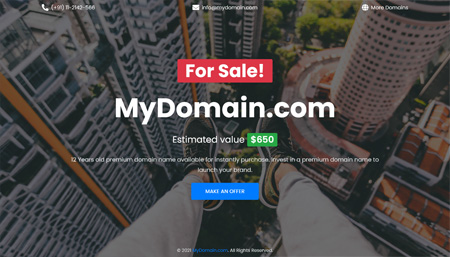 (+91) 11-2142-566
info@mydomain.com
More Domains
For Sale!
MyDomain.com
Estimated value $650
12 Years old premium domain name available for instantly purchase. Invest in a premium domain name to
launch your brand.
MAKE AN OFFER
© 2021 MyDomain.com. All Rights Reserved.